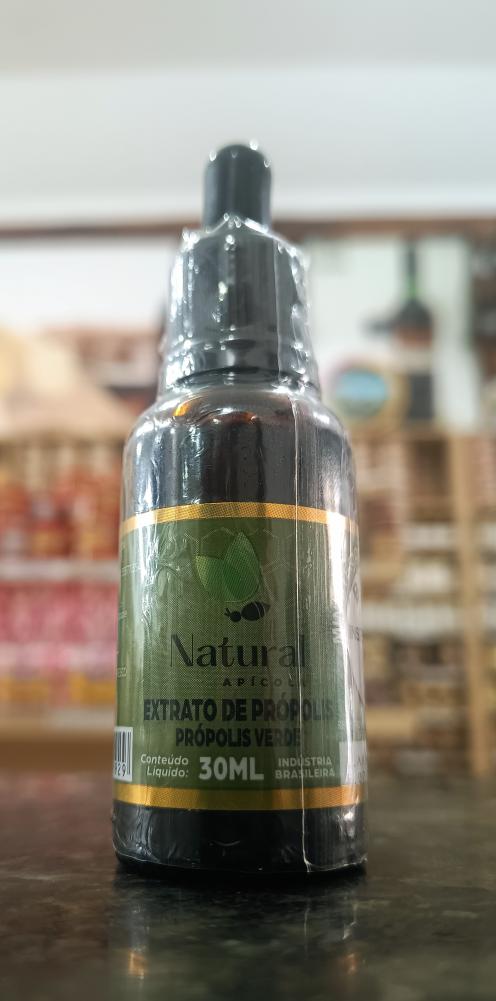 Natural
APÍCOLA
EXTRATO DE PRÓPOLIS
PRÓPOLIS VERDE
Conteúdo Líquido: 30ML
INDÚSTRIA BRASILEIRA